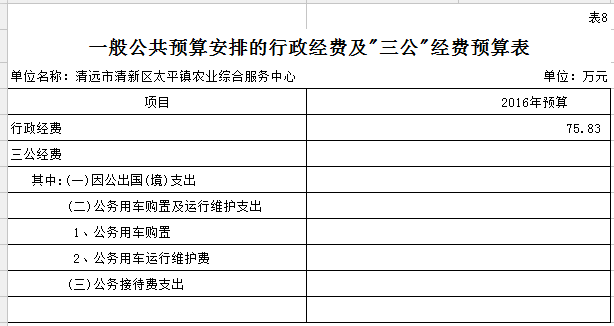 表8
一般公共预算安排的行政经费及"三公"经费预算表
单位名称：清远市清新区太平镇农业综合服务中心 单位：万元
项目 2016年预算
行政经费 75.83
三公经费
其中:(一)因公出国(境)支出
(二)公务用车购置及运行维护支出
1、公务用车购置
2、公务用车运行维护费
(三)公务接待费支出